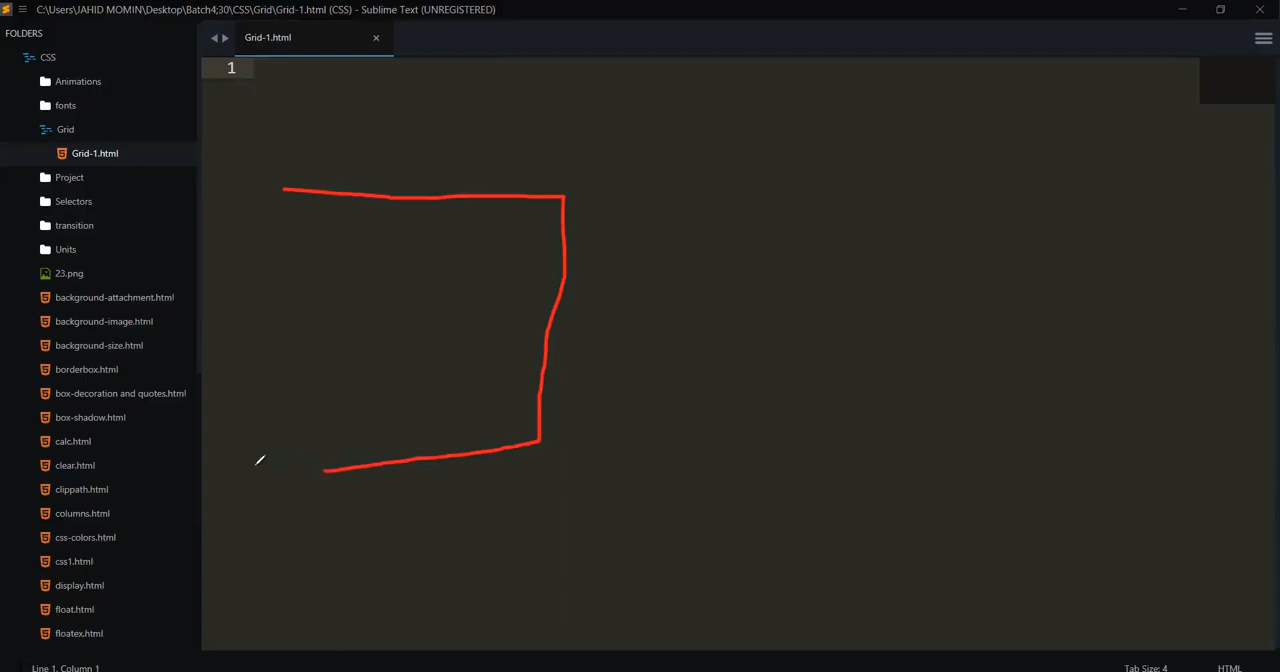 C:\Users\JAHID MOMIN\Desktop\Batch4;30\CSS\Grid\Grid-1.html (CSS) - Sublime Text (UNREGISTERED)
FOLDERS
CSS
Animations
fonts
Grid
Grid-1.html
Project
Selectors
transition
Units
23.png
background-attachment.html
background-image.html
background-size.html
borderbox.html
box-decoration and quotes.html
box-shadow.html
calc.html
clear.html
clippath.html
columns.html
css-colors.html
css1.html
display.html
float.html
floatex.html
Grid-1.html
1
Line 1, Column 1
Tab Size: 4
HTML